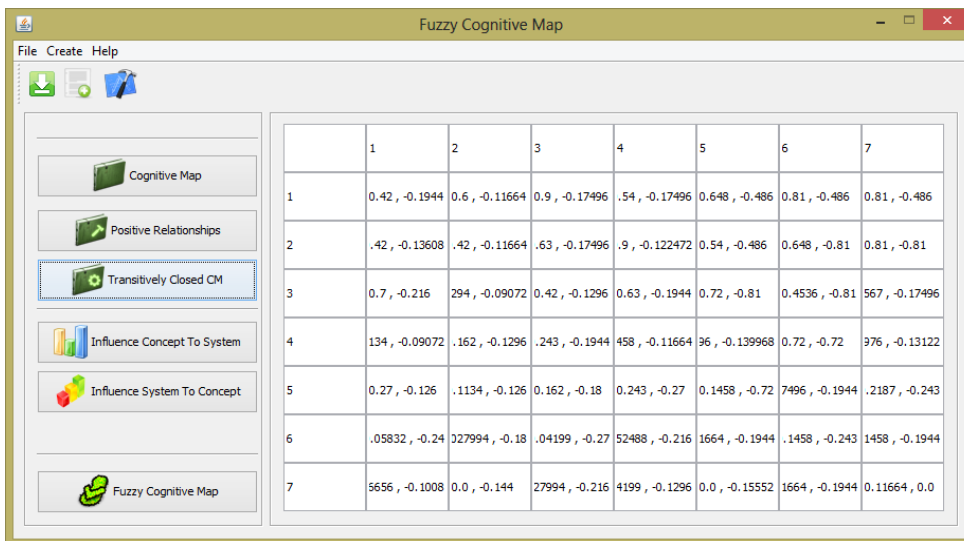 Fuzzy Cognitive Map
File Create Help
Cognitive Map
Positive Relationships
Transitively Closed CM
Influence Concept To System
Influence System To Concept
Fuzzy Cognitive Map
1 2 3 4 5 6 7
1 0.42 , -0.1944 0.6 , -0.11664 0.9 , -0.17496 .54 , -0.17496 0.648 , -0.486 0.81 , -0.486 0.81 , -0.486
2 .42 , -0.13608 .42 , -0.11664 .63 , -0.17496 .9 , -0.122472 0.54 , -0.486 0.648 , -0.81 0.81 , -0.81
3 0.7 , -0.216 294 , -0.09072 0.42 , -0.1296 0.63 , -0.1944 0.72 , -0.81 0.4536 , -0.81 567 , -0.17496
4 134 , -0.09072 .162 , -0.1296 .243 , -0.1944 458 , -0.11664 96 , -0.139968 0.72 , -0.72 976 , -0.13122
5 0.27 , -0.126 .1134 , -0.126 0.162 , -0.18 0.243 , -0.27 0.1458 , -0.72 7496 , -0.1944 .2187 , -0.243
6 .05832 , -0.24 027994 , -0.18 .04199 , -0.27 52488 , -0.216 1664 , -0.1944 .1458 , -0.243 1458 , -0.1944
7 5656 , -0.1008 0.0 , -0.144 27994 , -0.216 4199 , -0.1296 0.0 , -0.15552 1664 , -0.1944 0.11664 , 0.0